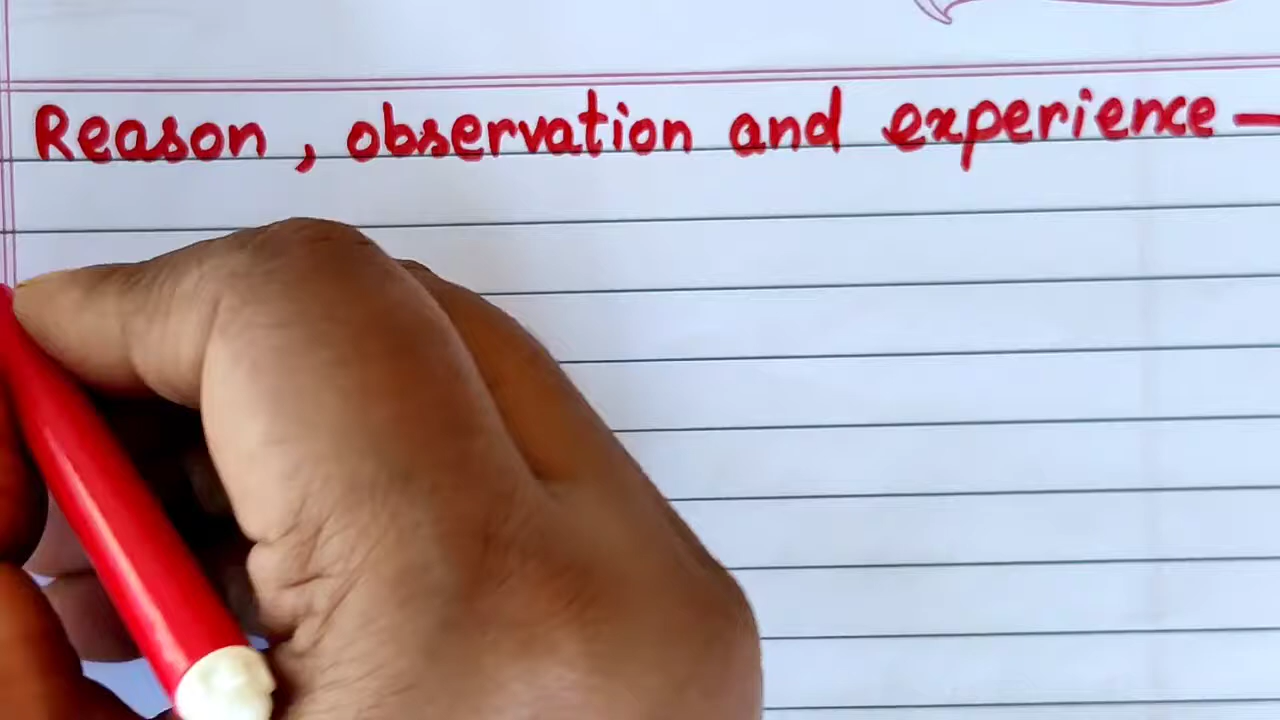 Reason, observation and experience —